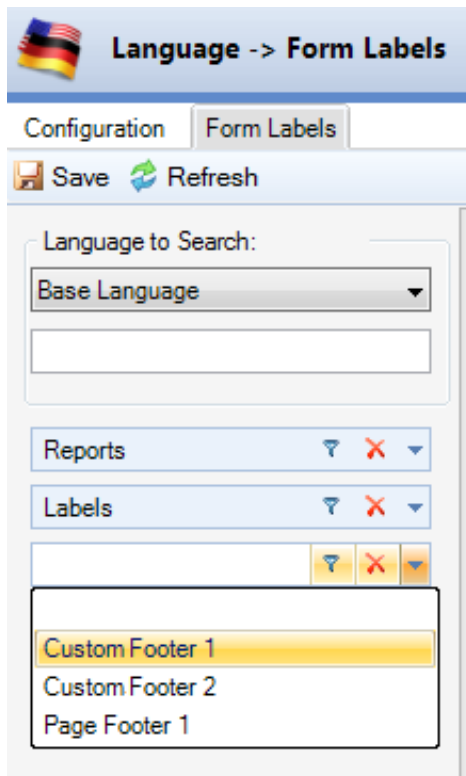 Language -> Form Labels
Configuration Form Labels
Save Refresh
Language to Search:
Base Language
Reports
Labels
Custom Footer 1
Custom Footer 2
Page Footer 1